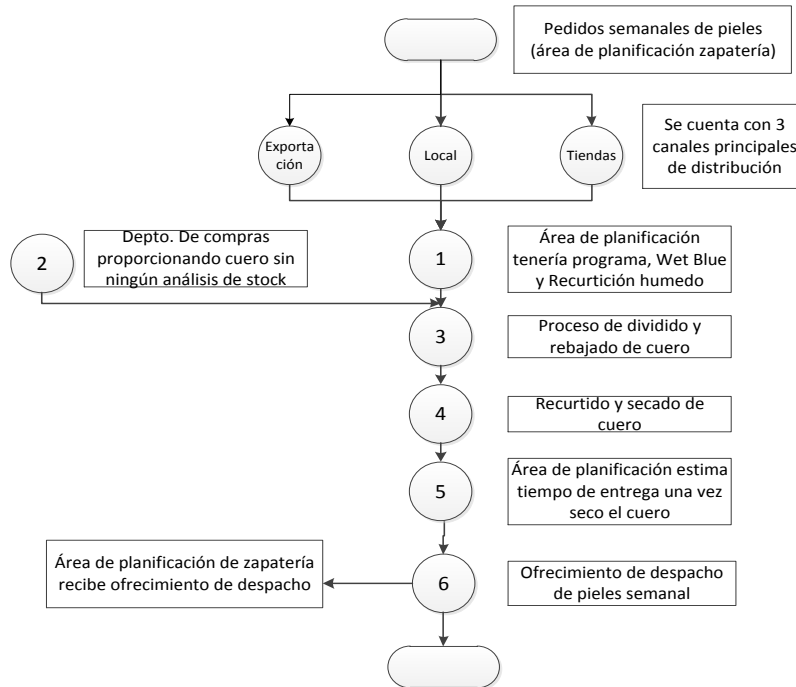 Pedidos semanales de pieles
(área de planificación zapatería)
Exporta
ción
Local
Tiendas
Se cuenta con 3
canales principales
de distribución
2
Depto. De compras
proporcionando cuero sin
ningún análisis de stock
1
Área de planificación
tenería programa, Wet Blue
y Recurtición humedo
3
Proceso de dividido y
rebajado de cuero
4
Recurtido y secado de
cuero
5
Área de planificación estima
tiempo de entrega una vez
seco el cuero
Área de planificación de zapatería
recibe ofrecimiento de despacho
6
Ofrecimiento de despacho
de pieles semanal